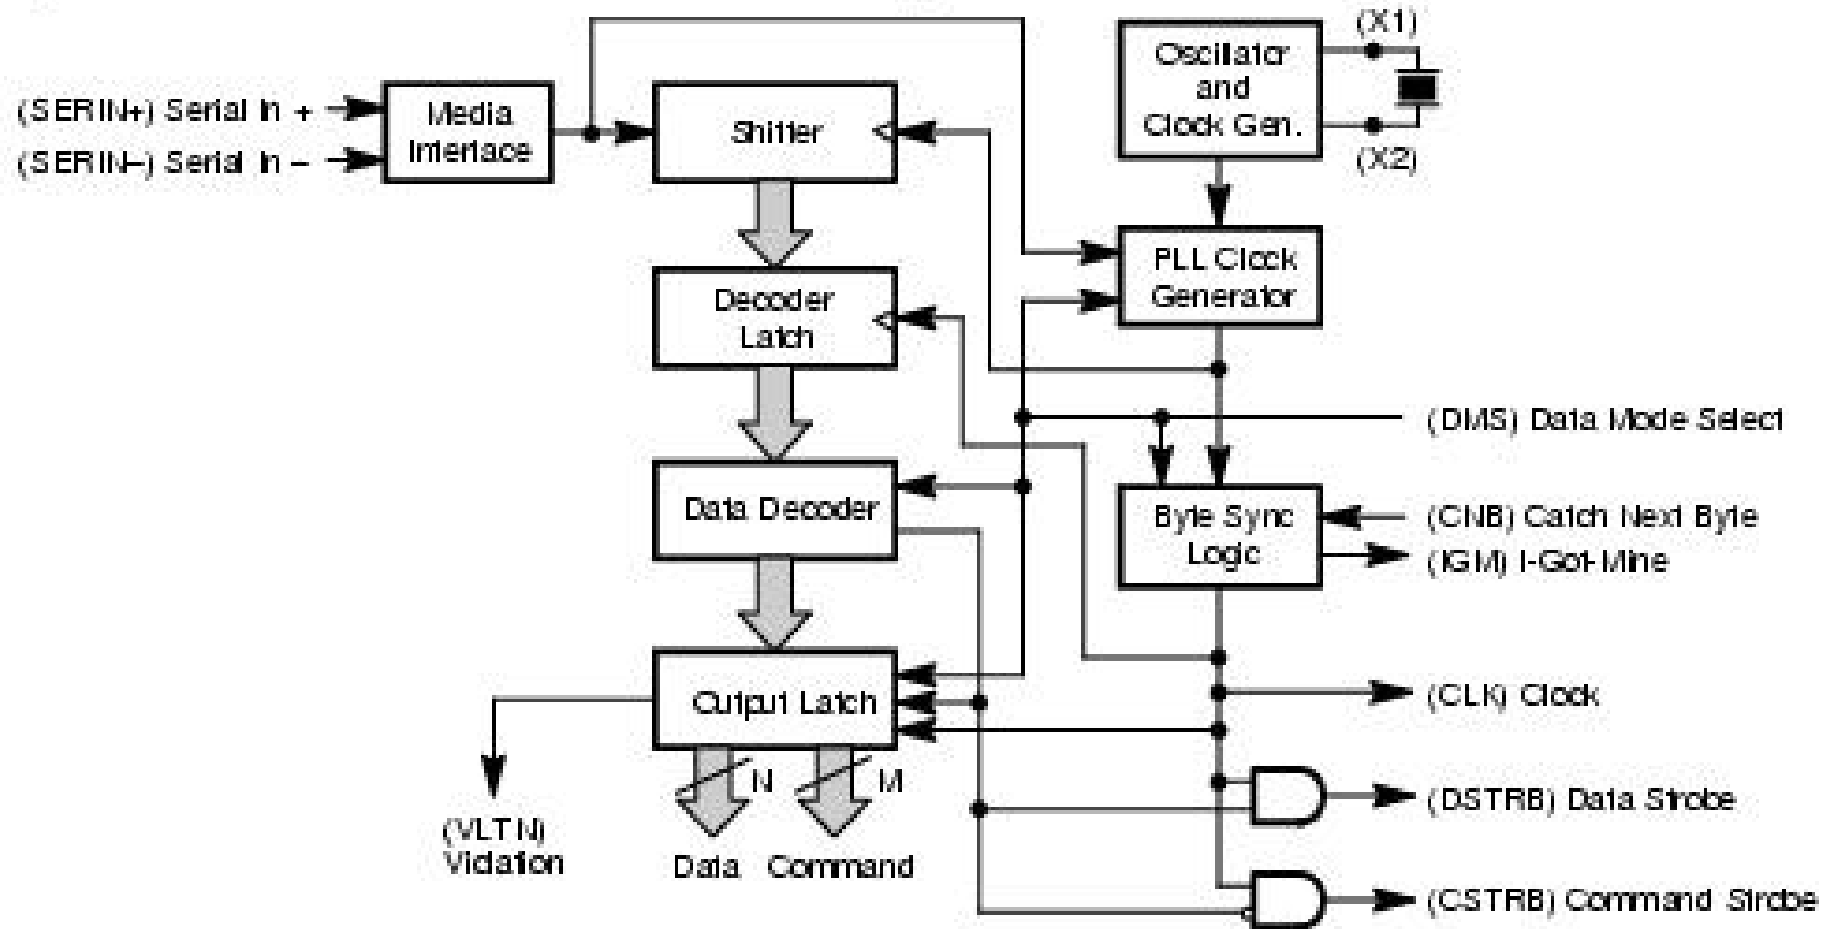 (SERIN+) Serial In +
(SERIN–) Serial In –
Media
Interface
Shifter
Oscillator
and
Clock Gen.
(X1)
(X2)
Decoder
Latch
PLL Clock
Generator
(DMS) Data Mode Select
Data Decoder
Byte Sync
Logic
(CNB) Catch Next Byte
(IGM) I-Got-Mine
Output Latch
(CLK) Clock
N
M
(VLTN)
Violation
Data
Command
(DSTRB) Data Strobe
(CSTRB) Command Strobe